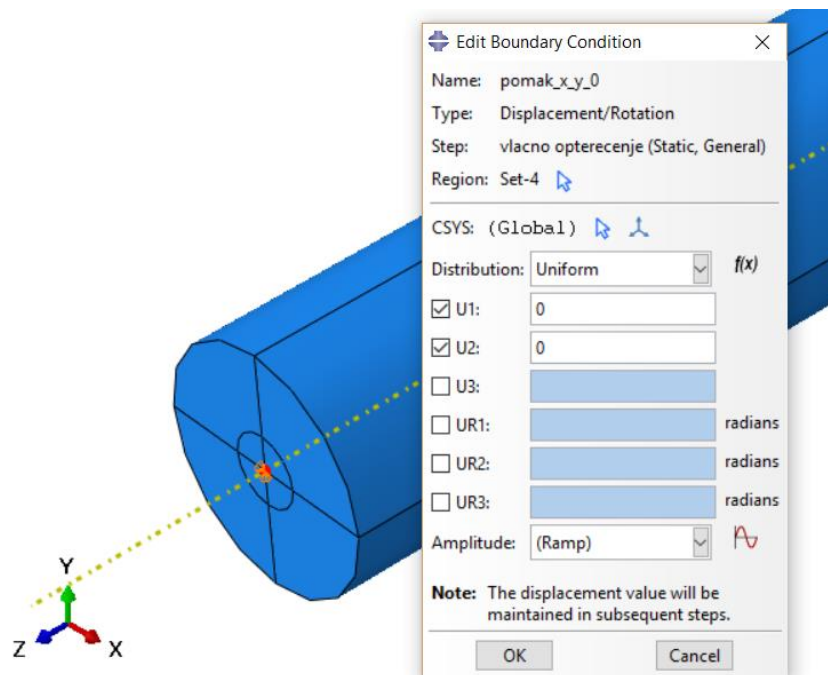 Edit Boundary Condition
Name: pomak_x_y_0
Type: Displacement/Rotation
Step: vlacno opterecenje (Static, General)
Region: Set-4
CSYS: (Global)
Distribution: Uniform f(x)
U1: 0
U2: 0
U3:
UR1: radians
UR2: radians
UR3: radians
Amplitude: (Ramp)
Note: The displacement value will be
maintained in subsequent steps.
OK Cancel
Y
Z X